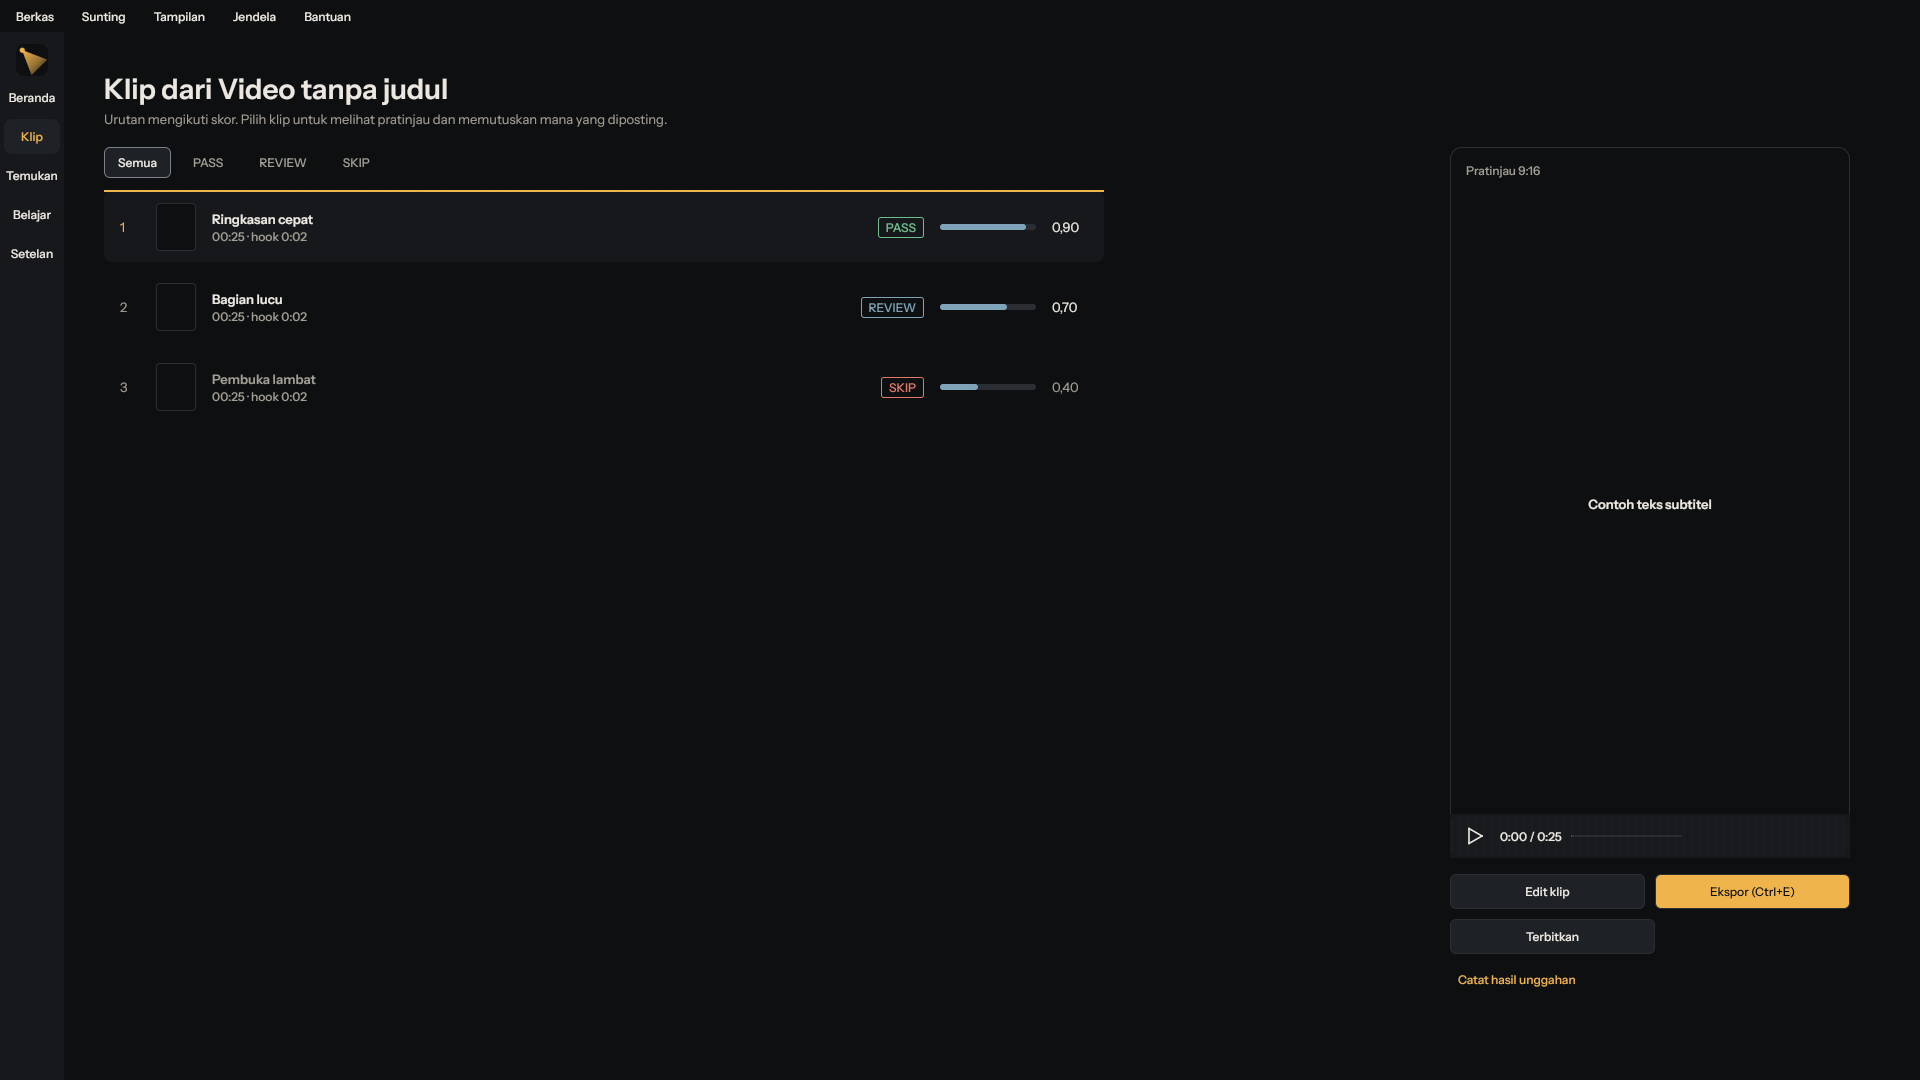 Berkas Sunting Tampilan Jendela Bantuan
Beranda
Klip
Temukan
Belajar
Setelan
Klip dari Video tanpa judul
Urutan mengikuti skor. Pilih klip untuk melihat pratinjau dan memutuskan mana yang diposting.
Semua PASS REVIEW SKIP
1 Ringkasan cepat PASS 0,90
00:25 · hook 0:02
2 Bagian lucu REVIEW 0,70
00:25 · hook 0:02
3 Pembuka lambat SKIP 0,40
00:25 · hook 0:02
Pratinjau 9:16
Contoh teks subtitel
0:00 / 0:25
Edit klip Ekspor (Ctrl+E)
Terbitkan
Catat hasil unggahan